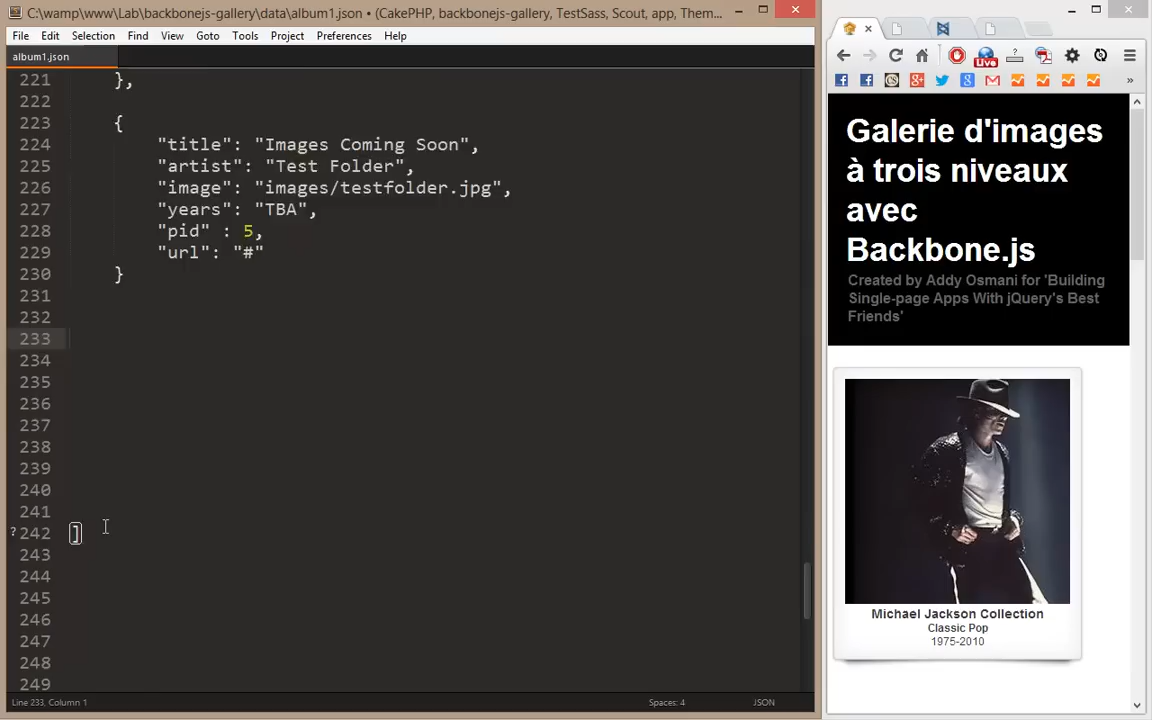 C:\wamp\www\Lab\backbonejs-gallery\data\album1.json • (CakePHP, backbonejs-gallery, TestSass, Scout, app, Them...
File Edit Selection Find View Goto Tools Project Preferences Help
album1.json
221 },
222
223 {
224 "title": "Images Coming Soon",
225 "artist": "Test Folder",
226 "image": "images/testfolder.jpg",
227 "years": "TBA",
228 "pid" : 5,
229 "url": "#"
230 }
231
232
233
234
235
236
237
238
239
240
241
? 242 ]
243
244
245
246
247
248
249
Line 233, Column 1
Spaces: 4
JSON
Live
Galerie d'images
à trois niveaux
avec
Backbone.js
Created by Addy Osmani for 'Building
Single-page Apps With jQuery's Best
Friends'
Michael Jackson Collection
Classic Pop
1975-2010